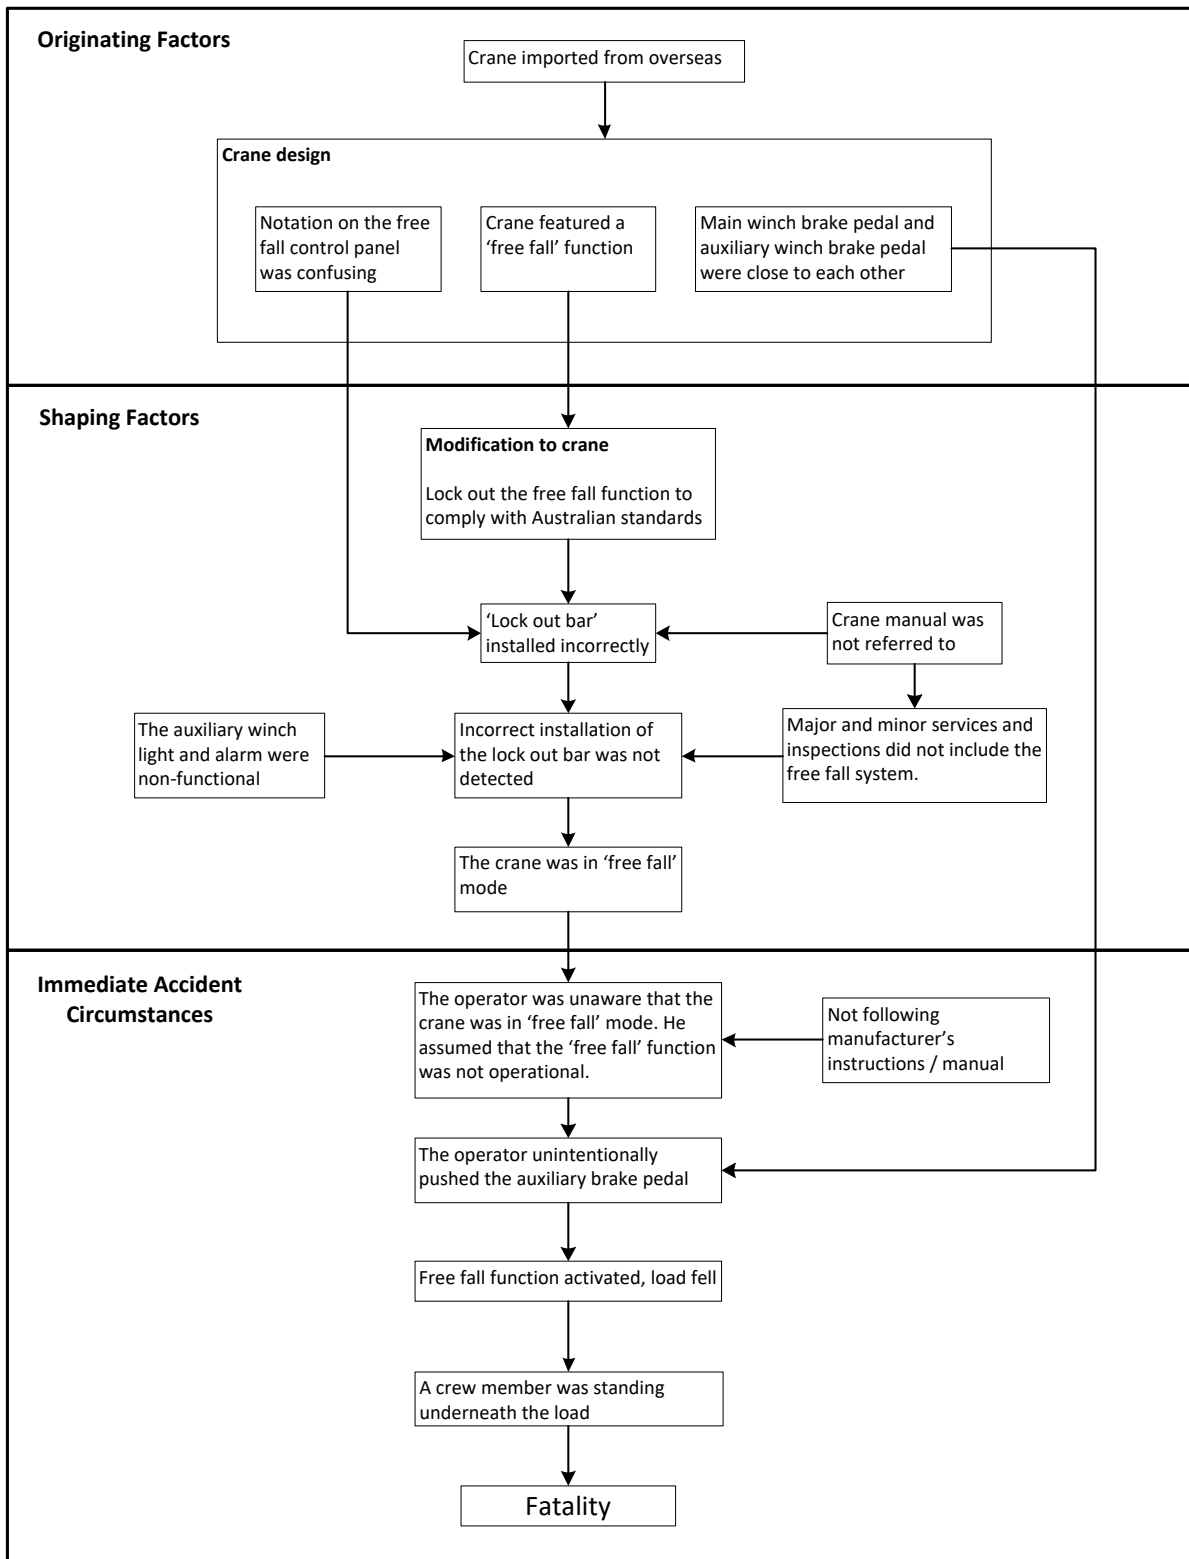 Originating Factors
Crane imported from overseas
Crane design
Notation on the free
fall control panel
was confusing
Crane featured a
‘free fall’ function
Main winch brake pedal and
auxiliary winch brake pedal
were close to each other
Shaping Factors
Modification to crane
Lock out the free fall function to
comply with Australian standards
‘Lock out bar’
installed incorrectly
Crane manual was
not referred to
The auxiliary winch
light and alarm were
non-functional
Incorrect installation of
the lock out bar was not
detected
Major and minor services and
inspections did not include the
free fall system.
The crane was in ‘free fall’
mode
Immediate Accident
Circumstances
The operator was unaware that the
crane was in ‘free fall’ mode. He
assumed that the ‘free fall’ function
was not operational.
Not following
manufacturer’s
instructions / manual
The operator unintentionally
pushed the auxiliary brake pedal
Free fall function activated, load fell
A crew member was standing
underneath the load
Fatality